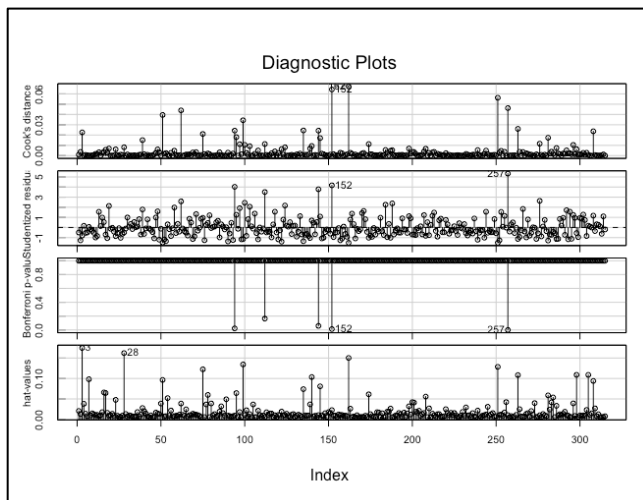 Diagnostic Plots
Cook's distance
0.00 0.03 0.06
152
Studentized residu
-1 1 3 5
152
257
Bonferroni p-valu
0.0 0.4 0.8
152
257
hat-values
0.00 0.10
3
28
0 50 100 150 200 250 300
Index